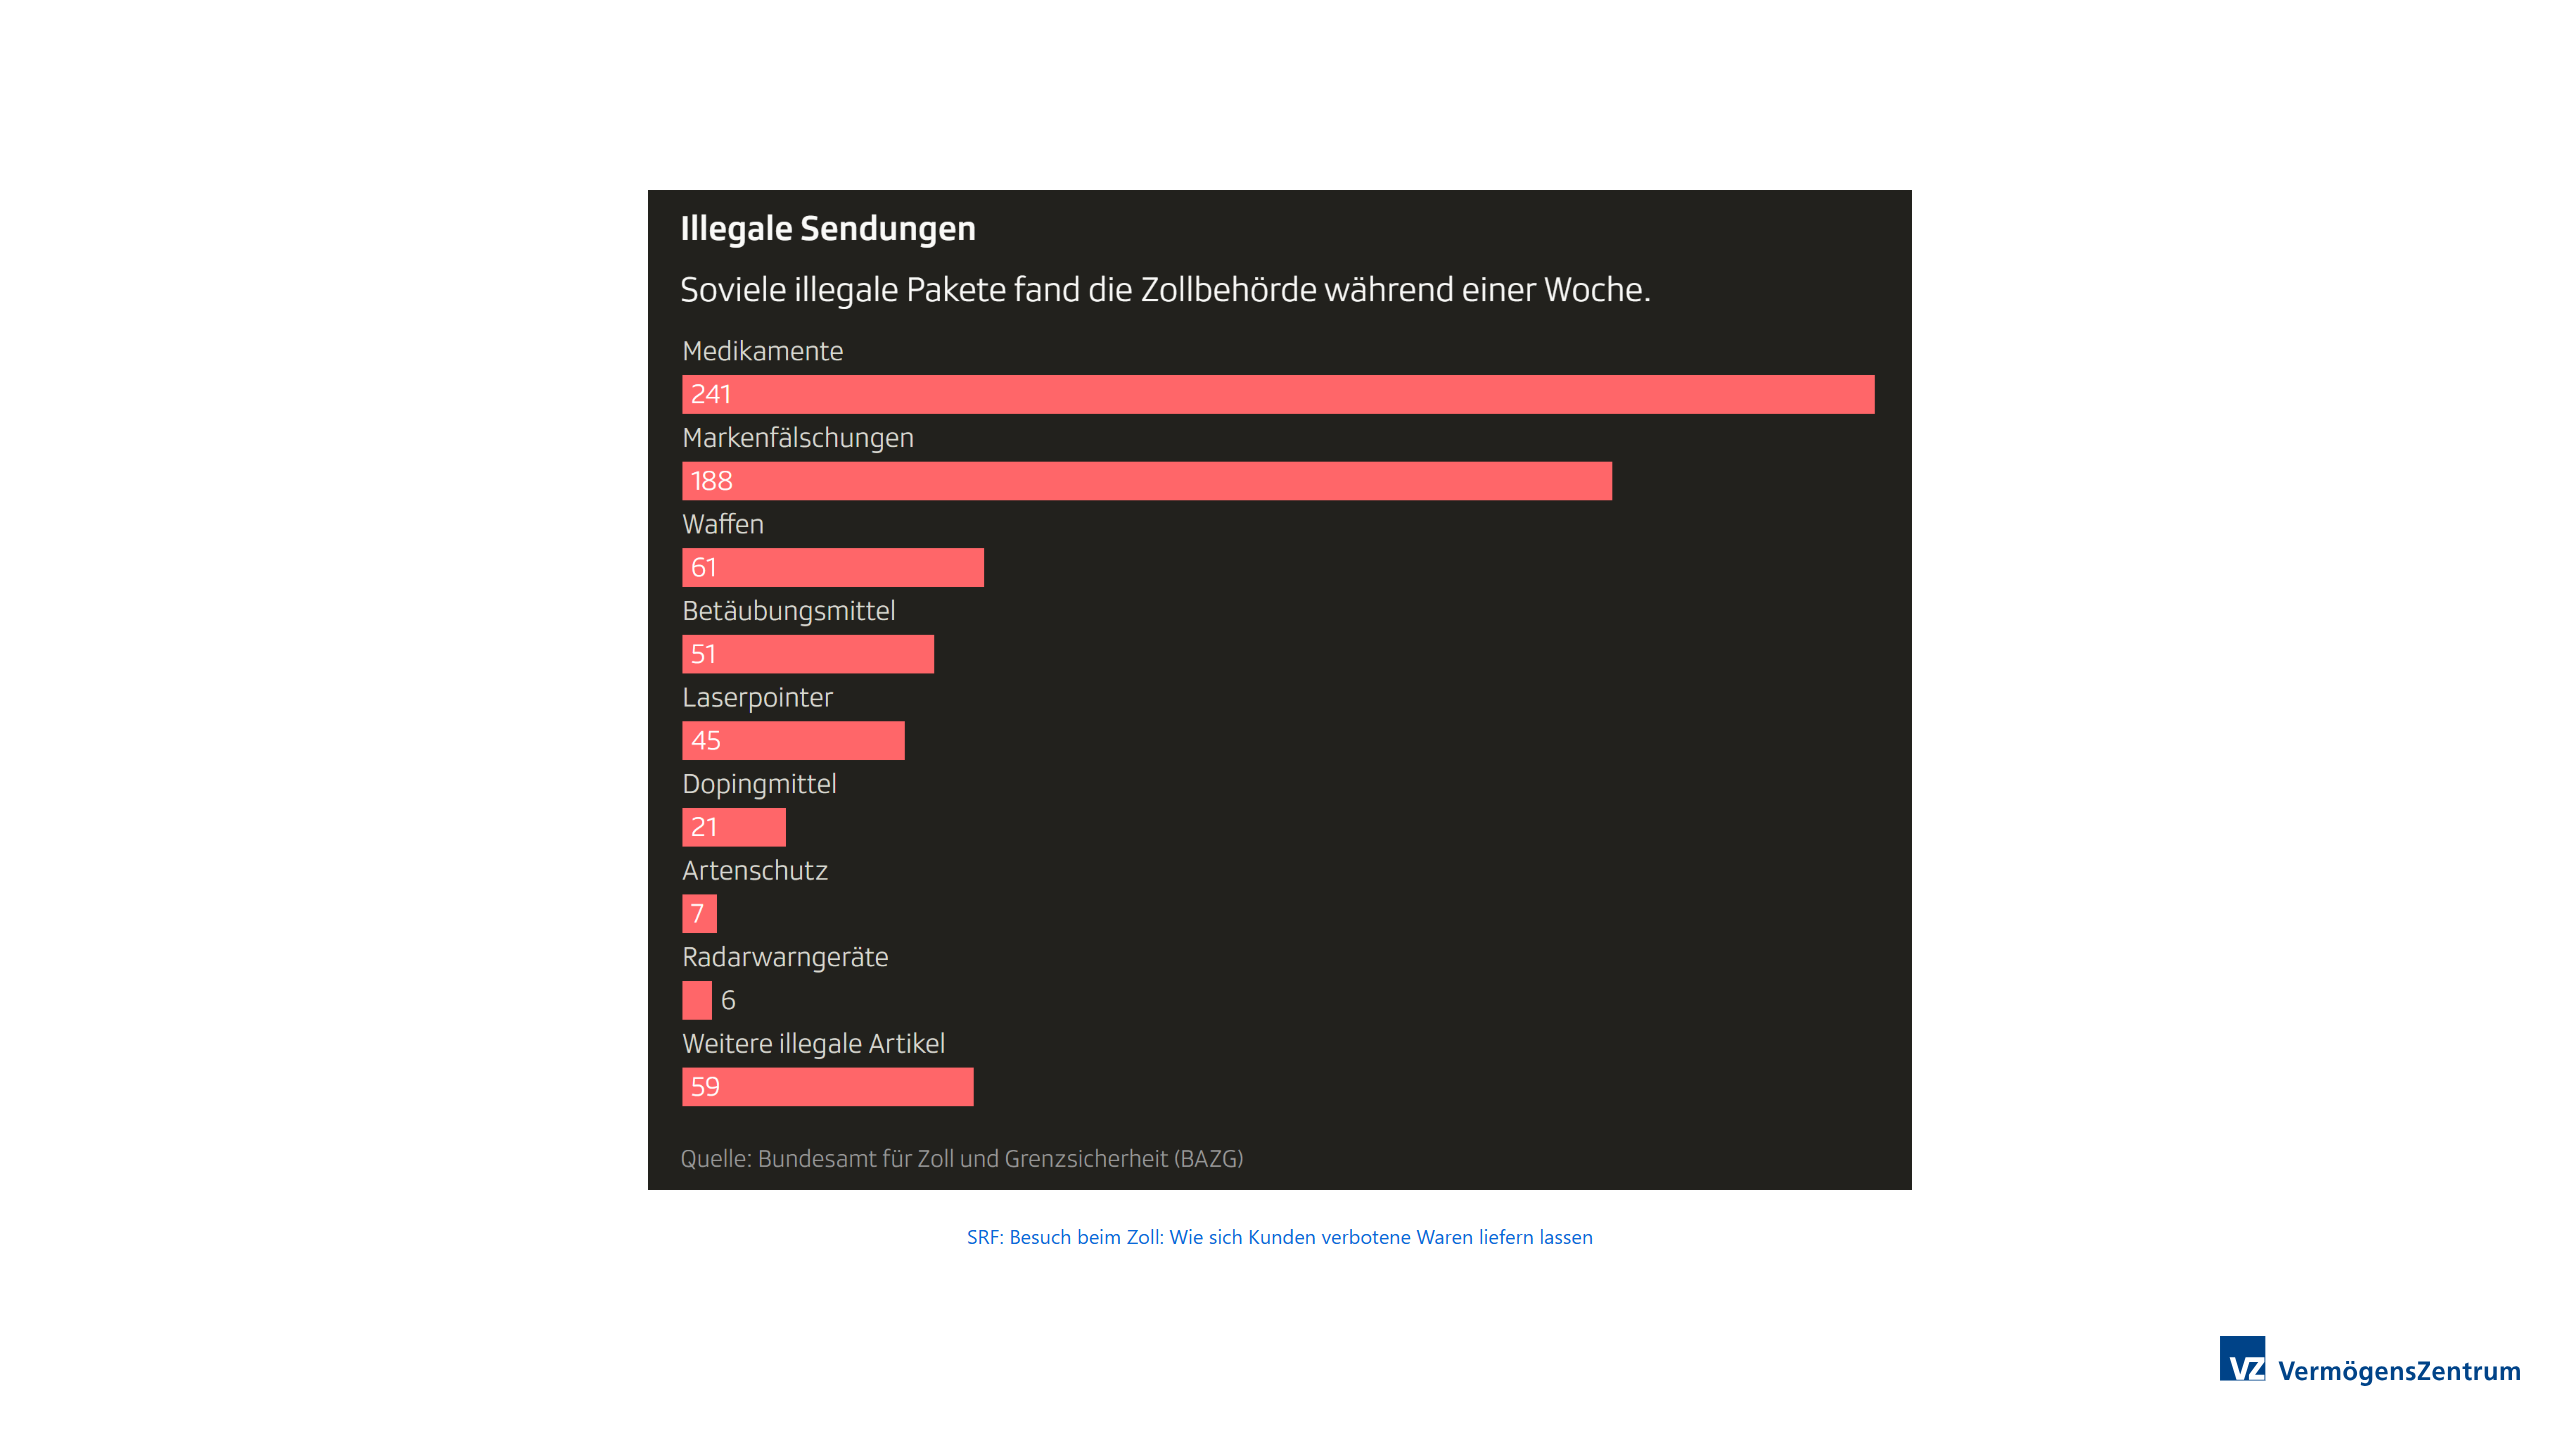 Illegale Sendungen
Soviele illegale Pakete fand die Zollbehörde während einer Woche.
Medikamente
241
Markenfälschungen
188
Waffen
61
Betäubungsmittel
51
Laserpointer
45
Dopingmittel
21
Artenschutz
7
Radarwarngeräte
6
Weitere illegale Artikel
59
Quelle: Bundesamt für Zoll und Grenzsicherheit (BAZG)
SRF: Besuch beim Zoll: Wie sich Kunden verbotene Waren liefern lassen
VZ VermögensZentrum